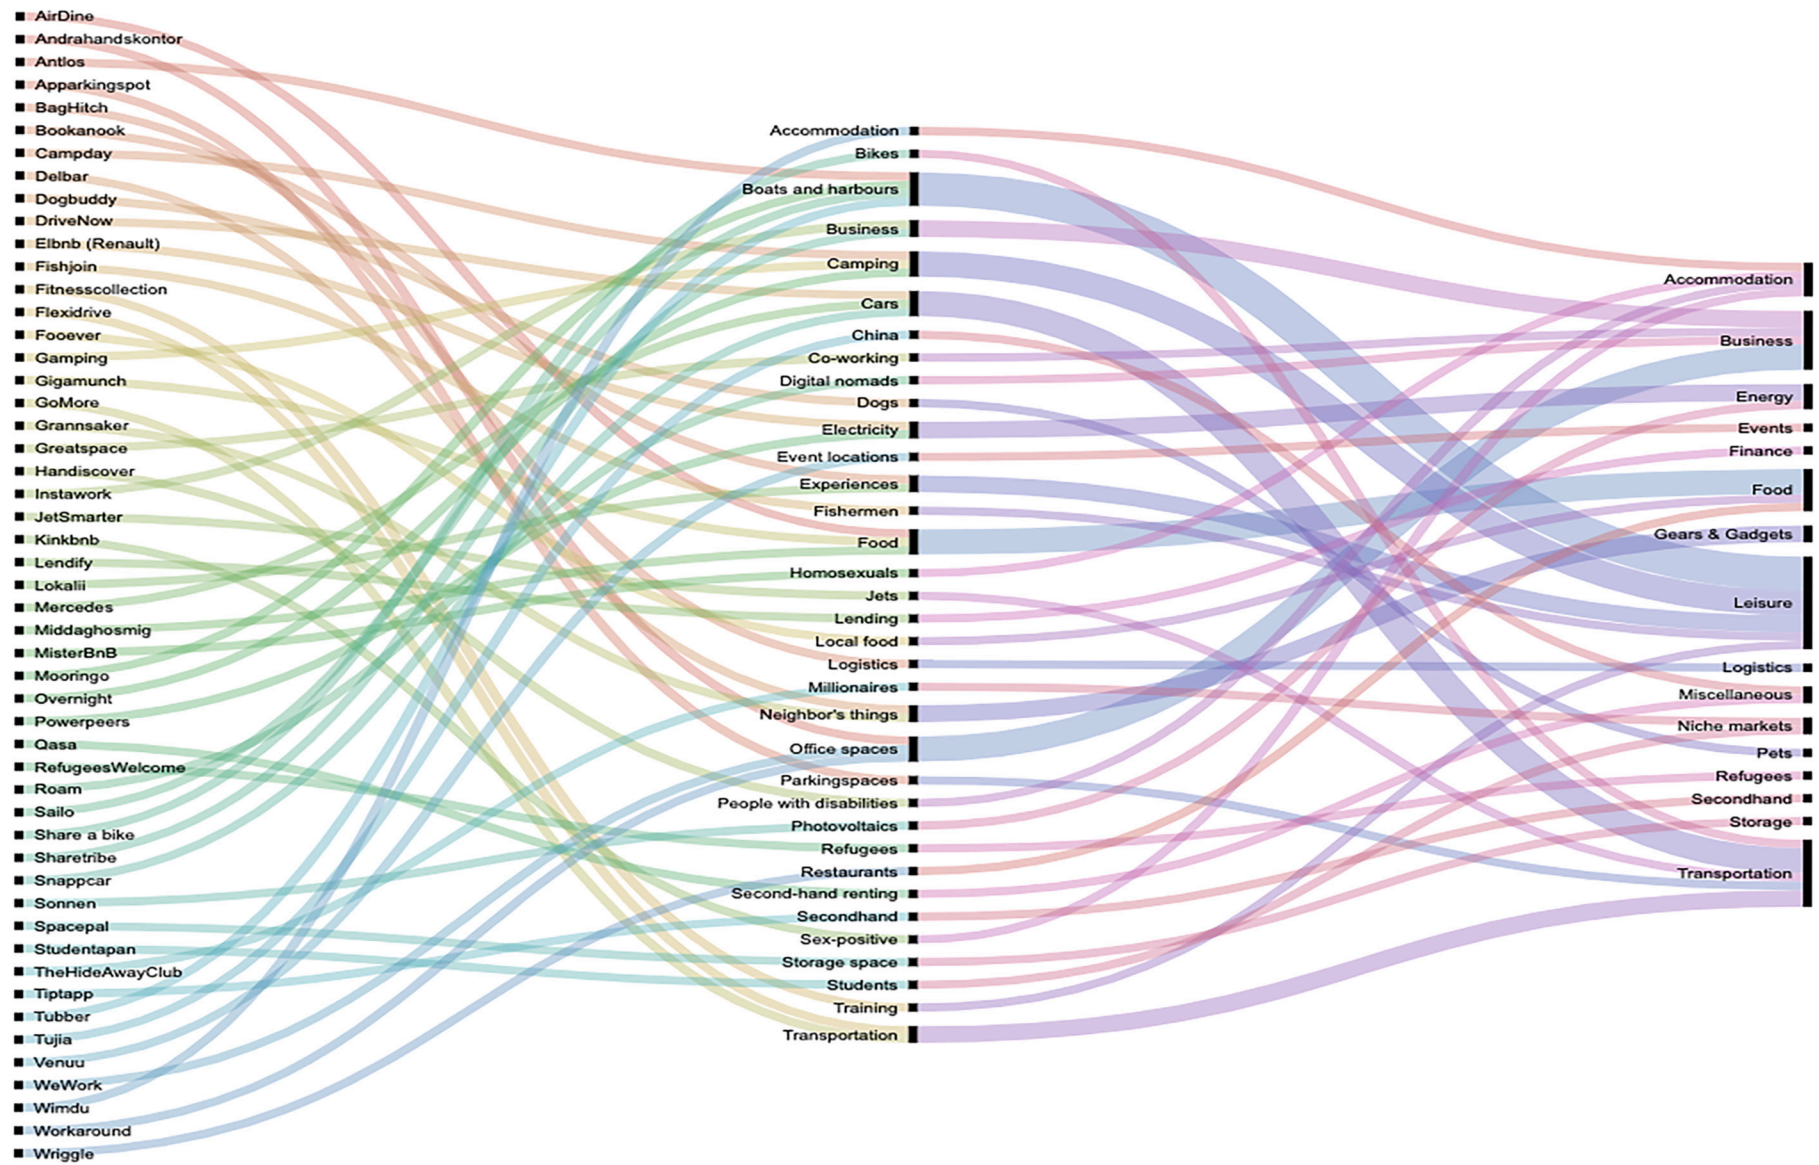 AirDine
Andrahandskontor
Antlos
Apparkingspot
BagHitch
Bookanook
Campday
Delbar
Dogbuddy
DriveNow
Elbnb (Renault)
Fishjoin
Fitnesscollection
Flexidrive
Fooever
Gamping
Gigamunch
GoMore
Grannsaker
Greatspace
Handiscover
Instawork
JetSmarter
Kinkbnb
Lendify
Lokalii
Mercedes
Middaghosmig
MisterBnB
Mooringo
Overnight
Powerpeers
Qasa
RefugeesWelcome
Roam
Sailo
Share a bike
Sharetribe
Snappcar
Sonnen
Spacepal
Studentapan
TheHideAwayClub
Tiptapp
Tubber
Tujia
Venuu
WeWork
Wimdu
Workaround
Wriggle
Accommodation
Bikes
Boats and harbours
Business
Camping
Cars
China
Co-working
Digital nomads
Dogs
Electricity
Event locations
Experiences
Fishermen
Food
Homosexuals
Jets
Lending
Local food
Logistics
Millionaires
Neighbor's things
Office spaces
Parkingspaces
People with disabilities
Photovoltaics
Refugees
Restaurants
Second-hand renting
Secondhand
Sex-positive
Storage space
Students
Training
Transportation
Accommodation
Business
Energy
Events
Finance
Food
Gears & Gadgets
Leisure
Logistics
Miscellaneous
Niche markets
Pets
Refugees
Secondhand
Storage
Transportation